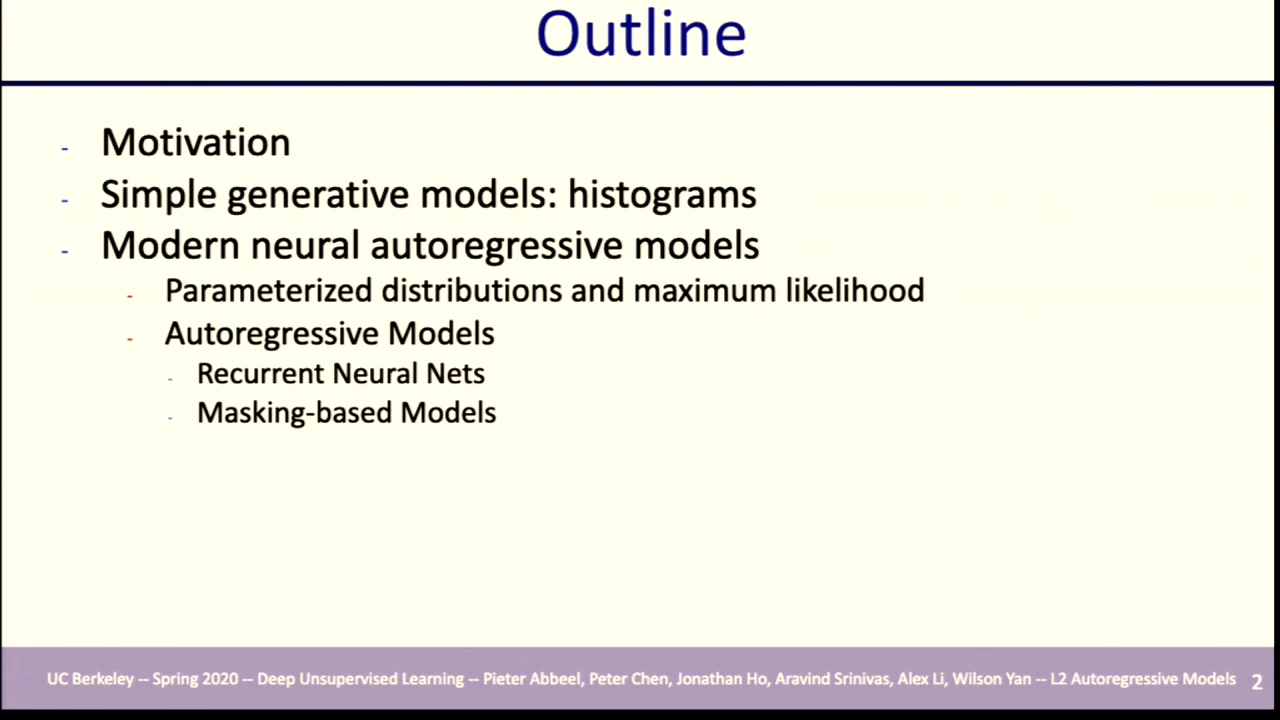 Outline
- Motivation
- Simple generative models: histograms
- Modern neural autoregressive models
- Parameterized distributions and maximum likelihood
- Autoregressive Models
- Recurrent Neural Nets
- Masking-based Models
UC Berkeley -- Spring 2020 -- Deep Unsupervised Learning -- Pieter Abbeel, Peter Chen, Jonathan Ho, Aravind Srinivas, Alex Li, Wilson Yan -- L2 Autoregressive Models 2